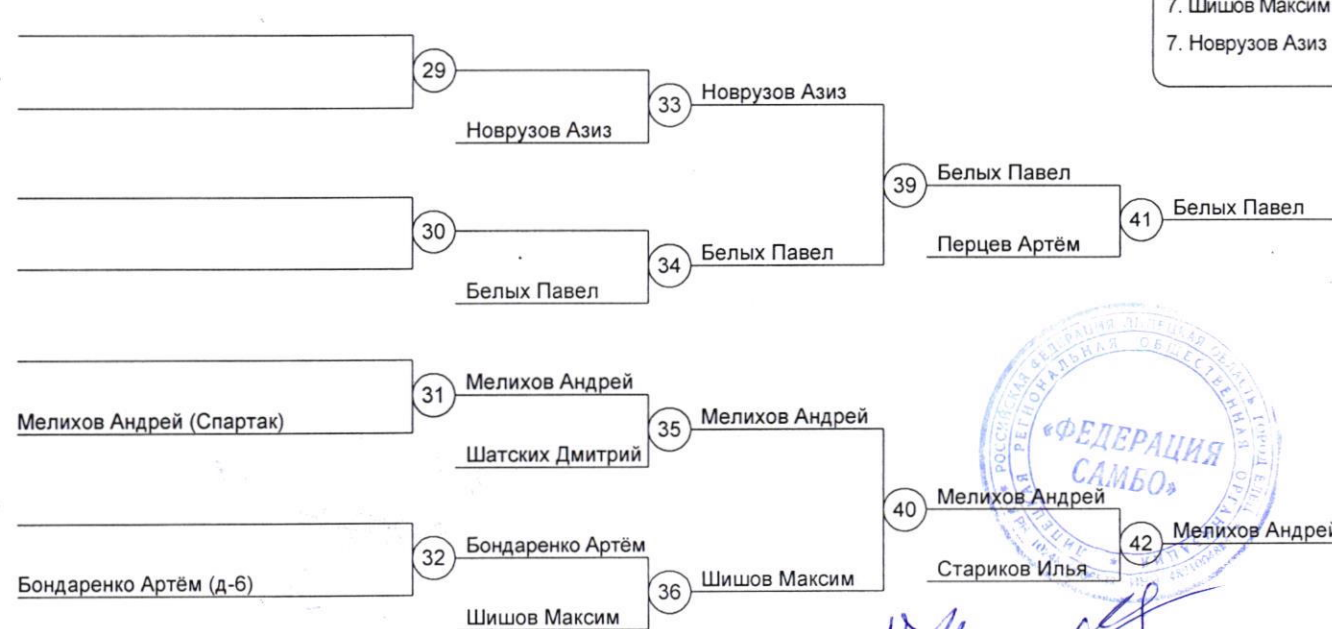 7. Шишов Максим
7. Новрузов Азиз
29
33
Новрузов Азиз
Новрузов Азиз
39
Белых Павел
41
Белых Павел
30
34
Белых Павел
Перцев Артём
Белых Павел
31
Мелихов Андрей
Мелихов Андрей (Спартак)
35
Мелихов Андрей
Шатских Дмитрий
«ФЕДЕРАЦИЯ
САМБО»
40
Мелихов Андрей
42
Мелихов Андрей
32
Бондаренко Артём
Бондаренко Артём (д-6)
36
Шишов Максим
Стариков Илья
Шишов Максим